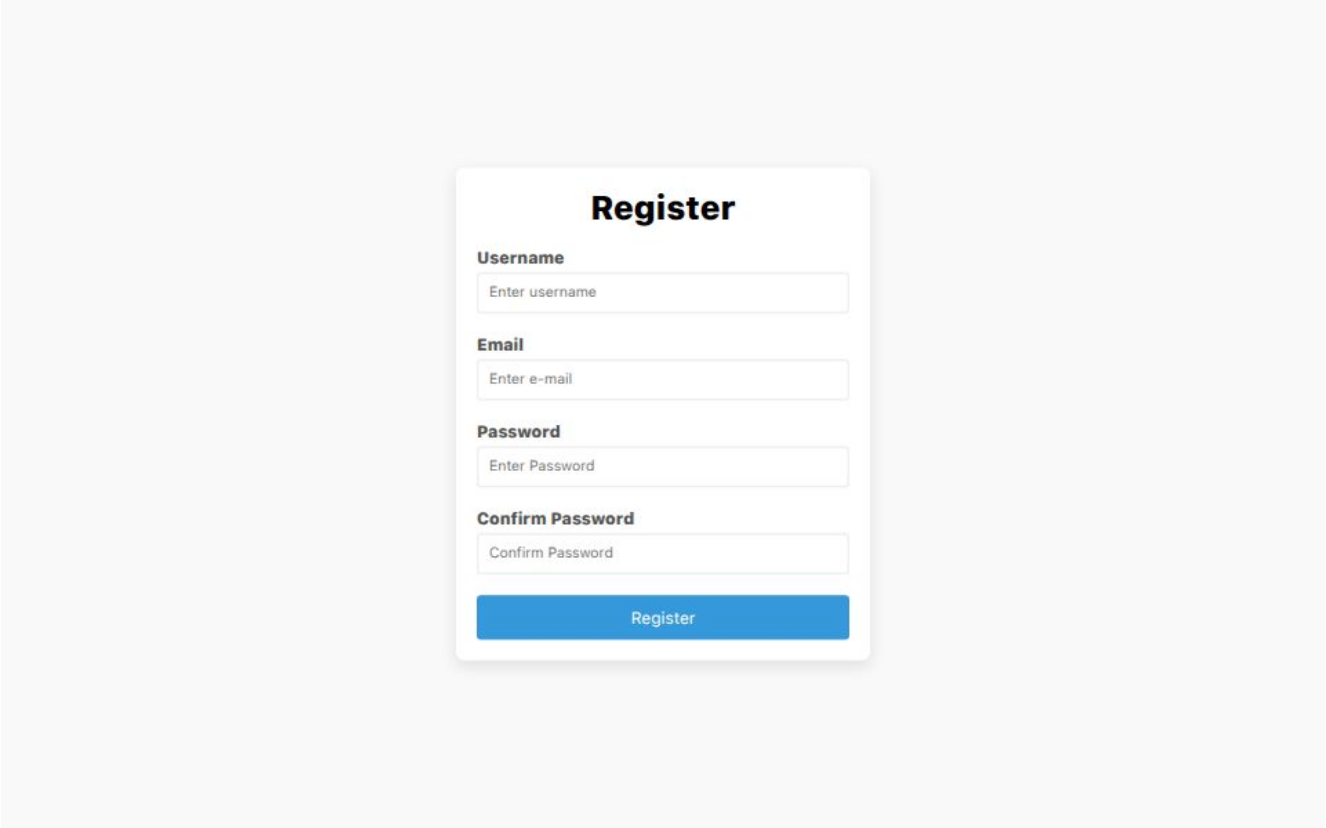 Register
Username
Enter username
Email
Enter e-mail
Password
Enter Password
Confirm Password
Confirm Password
Register